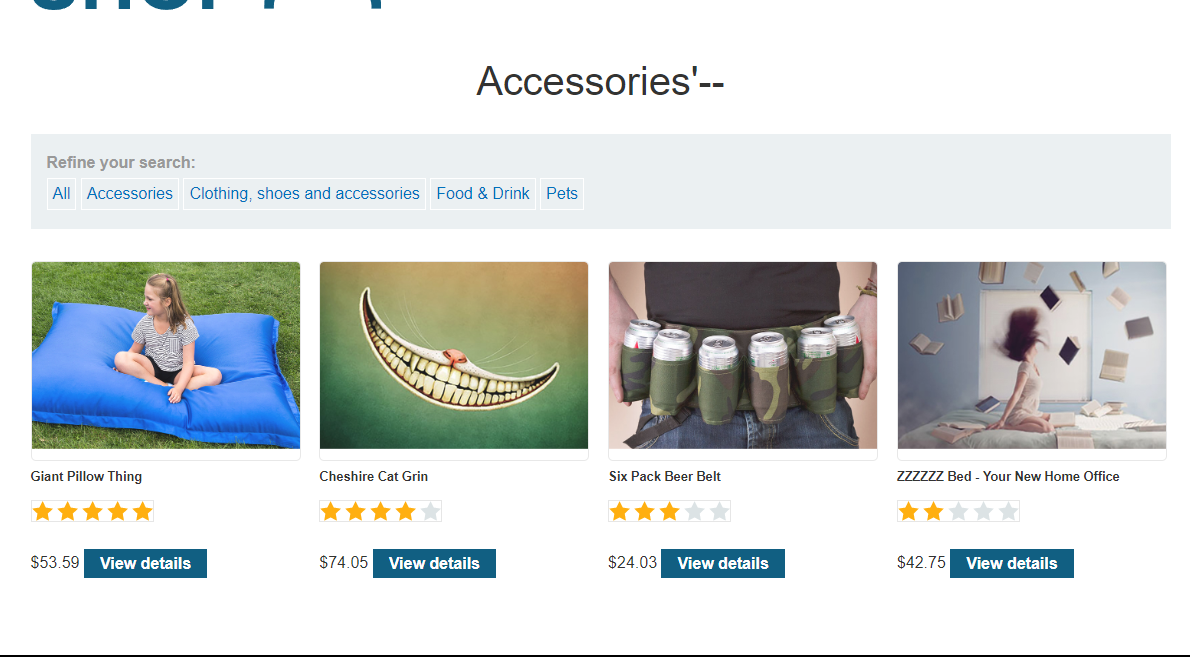 SHOP
Accessories'--
Refine your search:
All Accessories Clothing, shoes and accessories Food & Drink Pets
Giant Pillow Thing Cheshire Cat Grin Six Pack Beer Belt ZZZZZZ Bed - Your New Home Office
$53.59 View details $74.05 View details $24.03 View details $42.75 View details